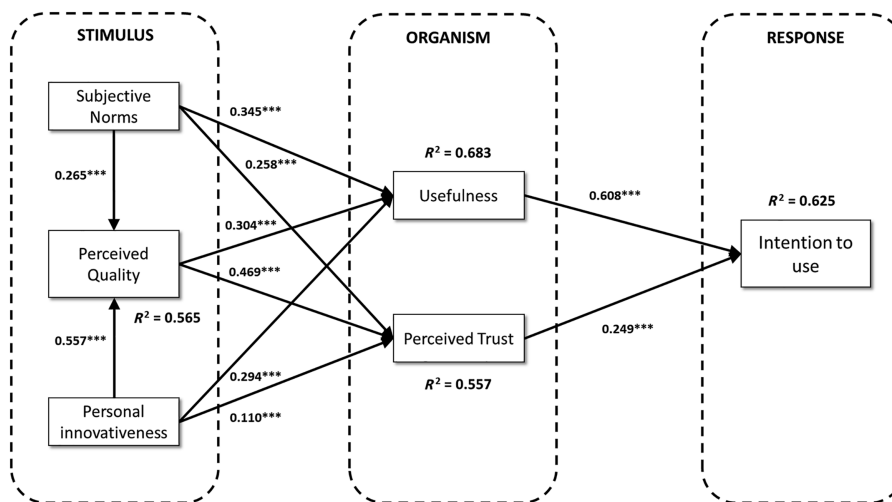 STIMULUS
ORGANISM
RESPONSE
Subjective
Norms
0.345***
0.258***
R² = 0.683
0.265***
Usefulness
0.608***
R² = 0.625
0.304***
Perceived
Quality
Intention to
use
0.469***
R² = 0.565
0.557***
Perceived Trust
0.249***
0.294***
R² = 0.557
Personal
innovativeness
0.110***